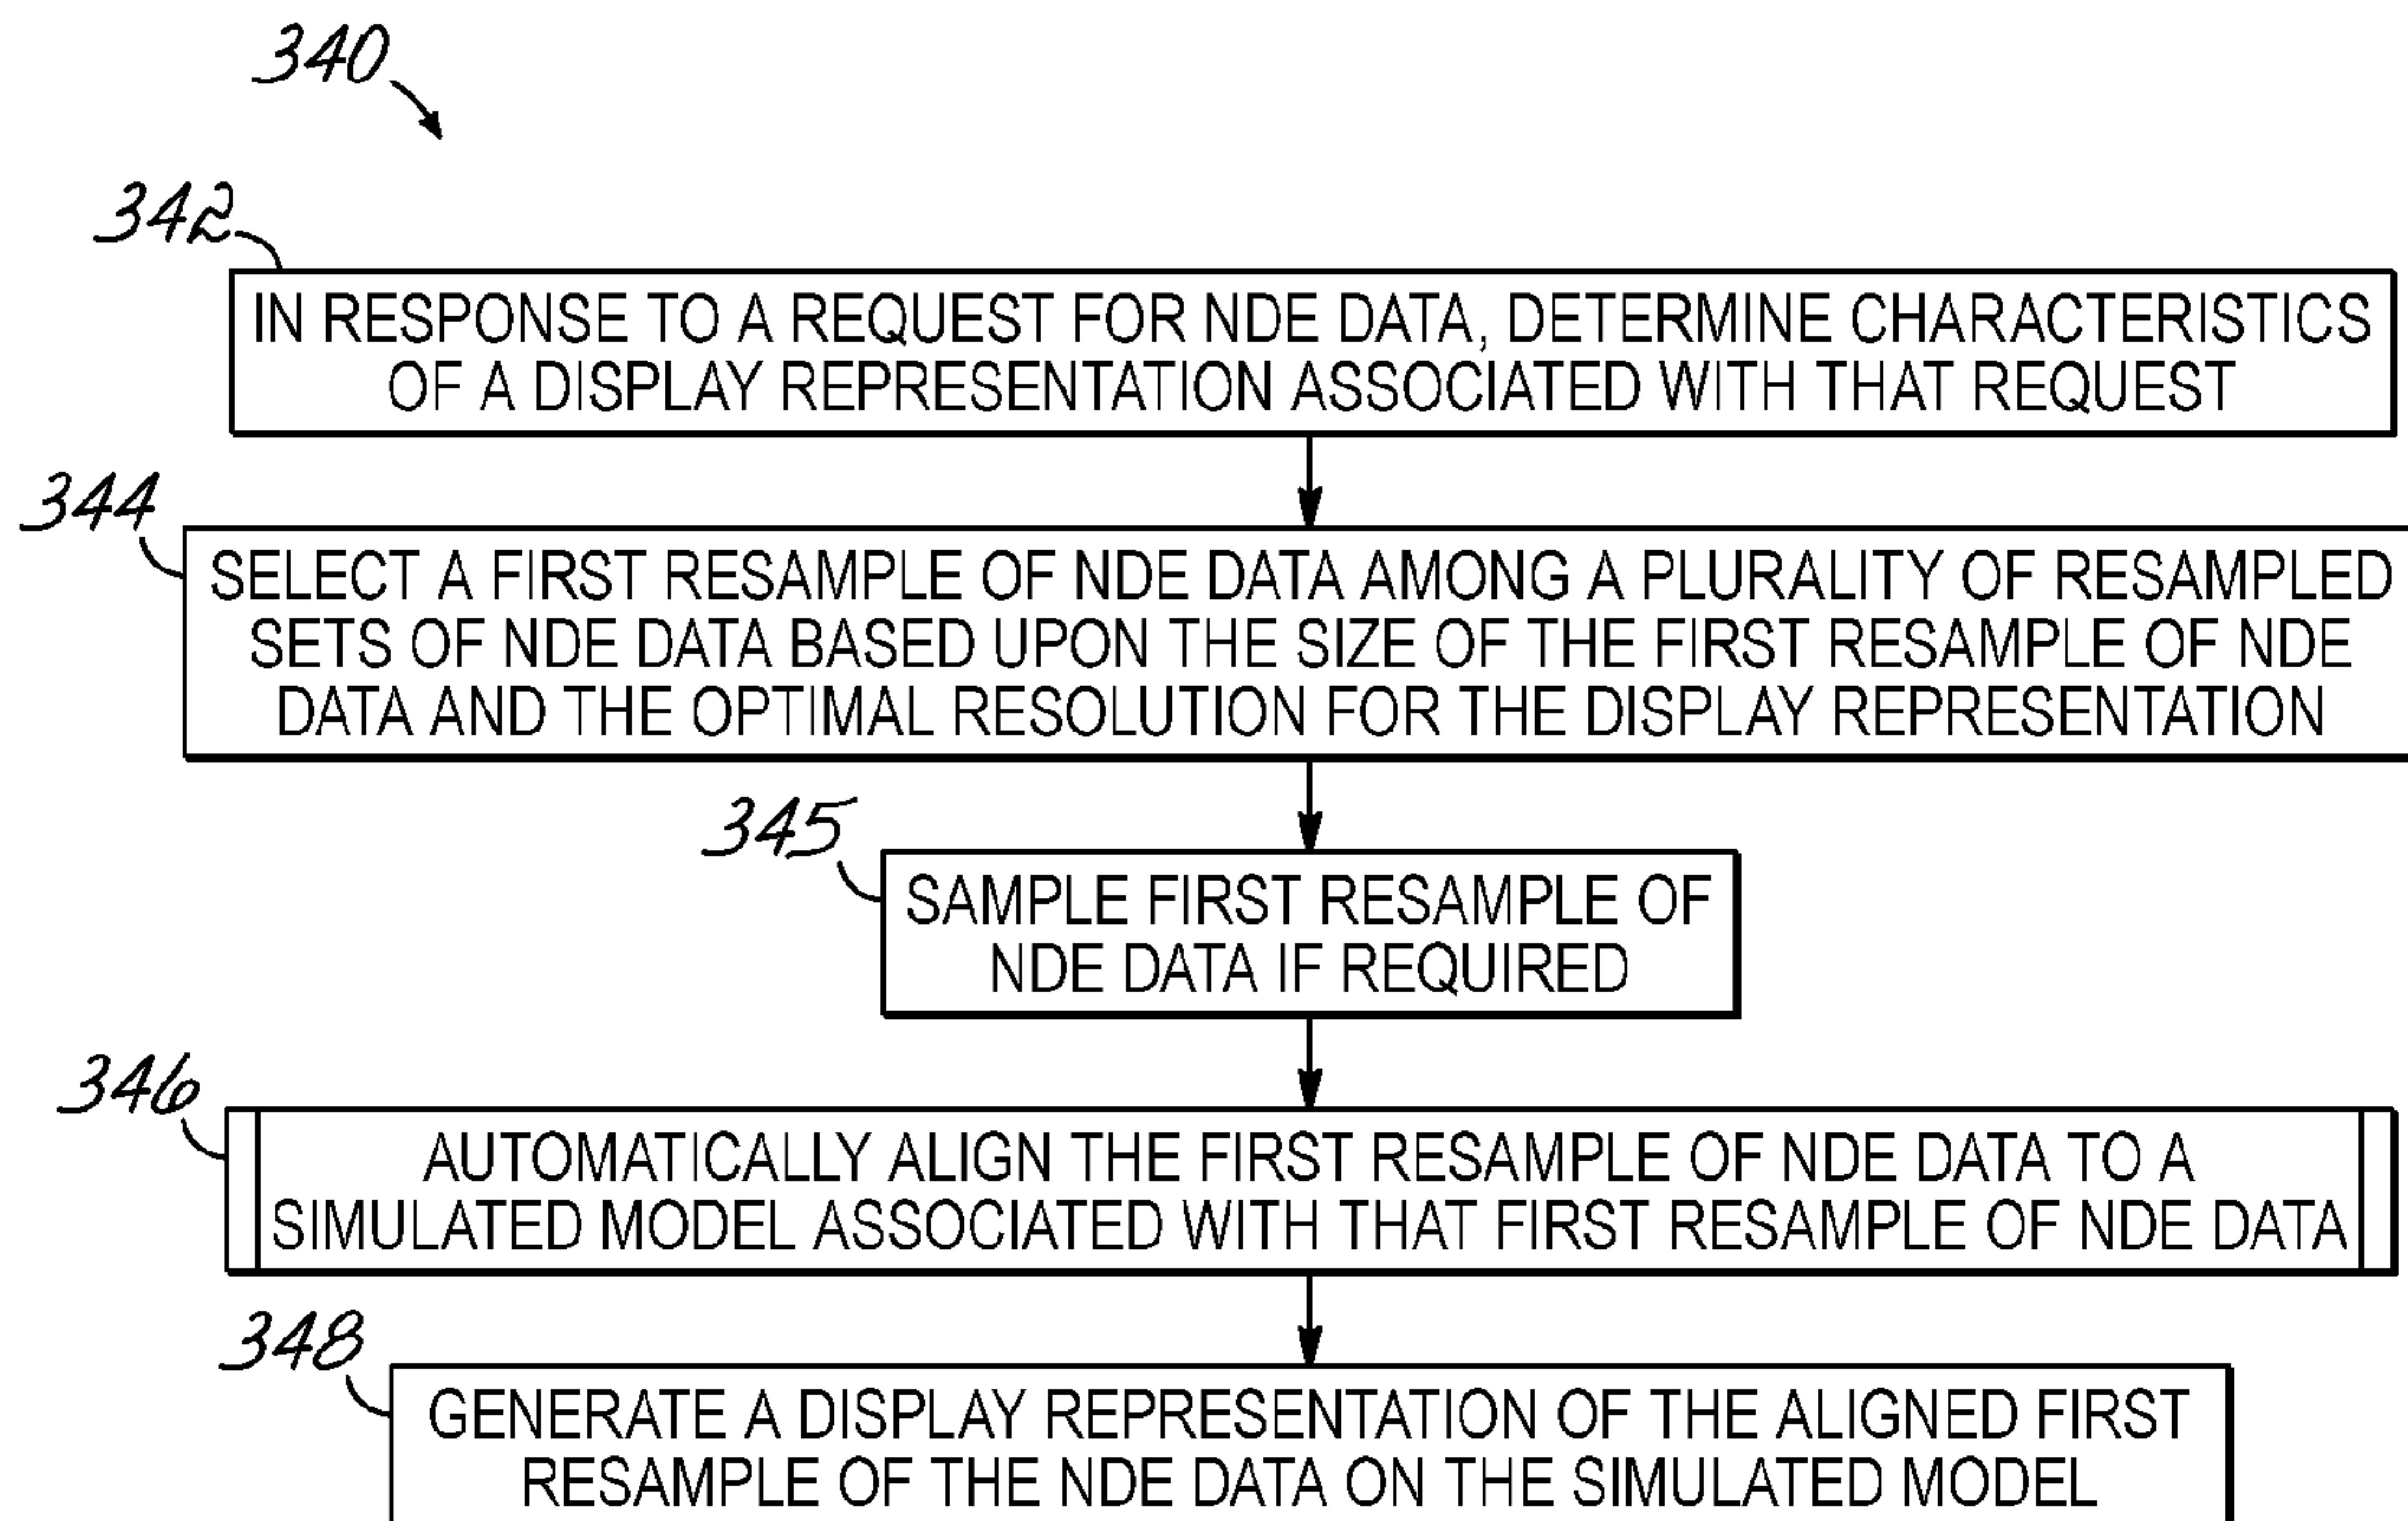 340
342
IN RESPONSE TO A REQUEST FOR NDE DATA, DETERMINE CHARACTERISTICS
OF A DISPLAY REPRESENTATION ASSOCIATED WITH THAT REQUEST
344
SELECT A FIRST RESAMPLE OF NDE DATA AMONG A PLURALITY OF RESAMPLED
SETS OF NDE DATA BASED UPON THE SIZE OF THE FIRST RESAMPLE OF NDE
DATA AND THE OPTIMAL RESOLUTION FOR THE DISPLAY REPRESENTATION
345
SAMPLE FIRST RESAMPLE OF
NDE DATA IF REQUIRED
346
AUTOMATICALLY ALIGN THE FIRST RESAMPLE OF NDE DATA TO A
SIMULATED MODEL ASSOCIATED WITH THAT FIRST RESAMPLE OF NDE DATA
348
GENERATE A DISPLAY REPRESENTATION OF THE ALIGNED FIRST
RESAMPLE OF THE NDE DATA ON THE SIMULATED MODEL